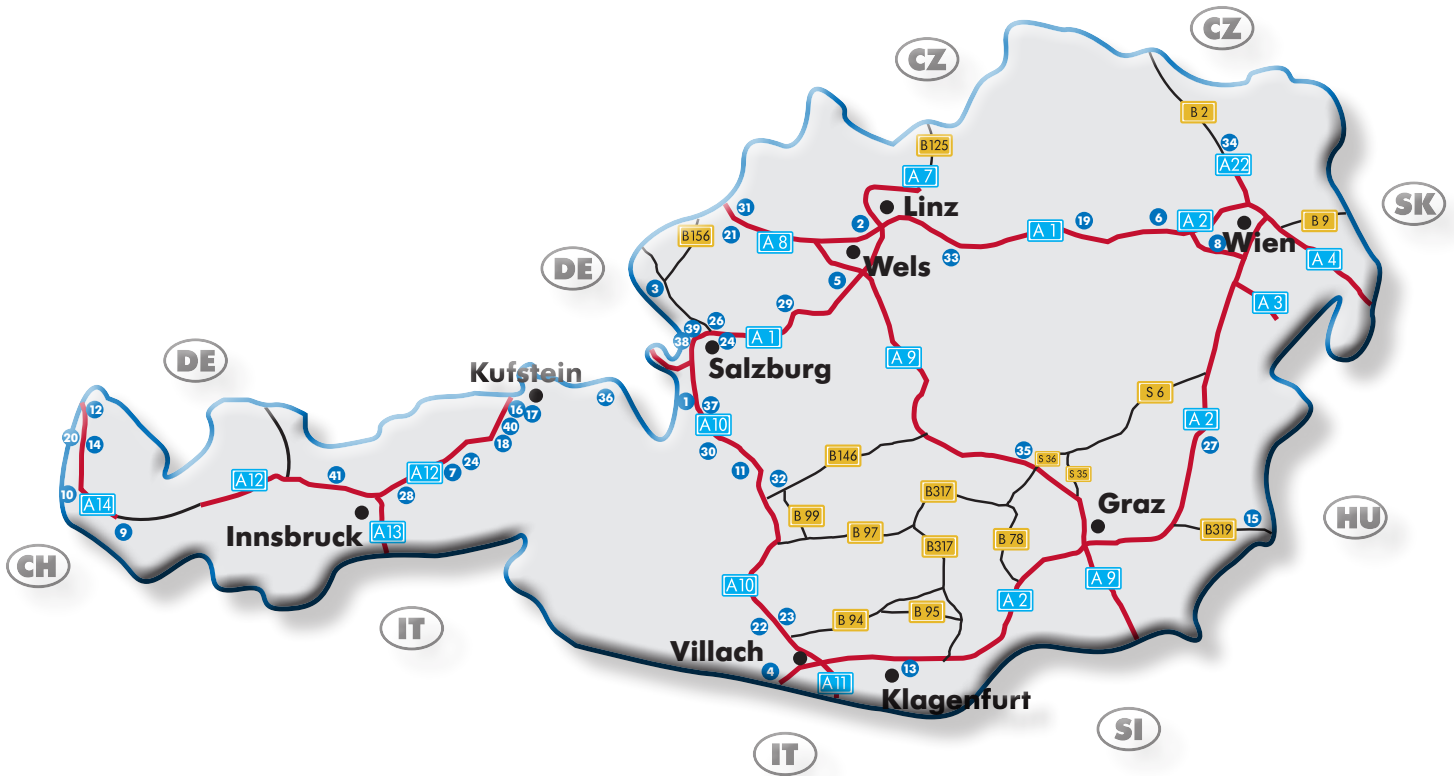 CZ
CZ
B 2
34
B125
A22
A 7
SK
31
Linz
2
19
6
A 2
B 9
B156
21
A 8
A 1
8
Wien
33
Wels
A 4
DE
5
3
29
A 3
26
39
38
24
A 1
DE
Salzburg
A 9
Kufstein
36
1
37
S 6
12
16
17
A10
A 2
20
14
40
18
30
27
24
11
B146
35
S 36
S 35
A12
41
A12
7
32
10
A14
28
B317
Graz
9
Innsbruck
A13
B 99
B 97
B317
B 78
B319
15
HU
CH
A10
A 9
A 2
IT
22
23
B 94
B 95
Villach
4
13
A11
Klagenfurt
SI
IT